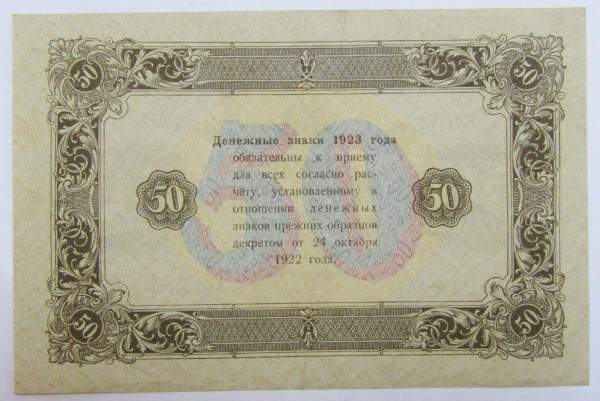 50 50
Денежные знаки 1923 года
обязательны к приему
для всех согласно рас-
чету, установленному в
отношении денежных
знаков прежних образцов
декретом от 24 октября
1922 года.
50 50
50
50 50